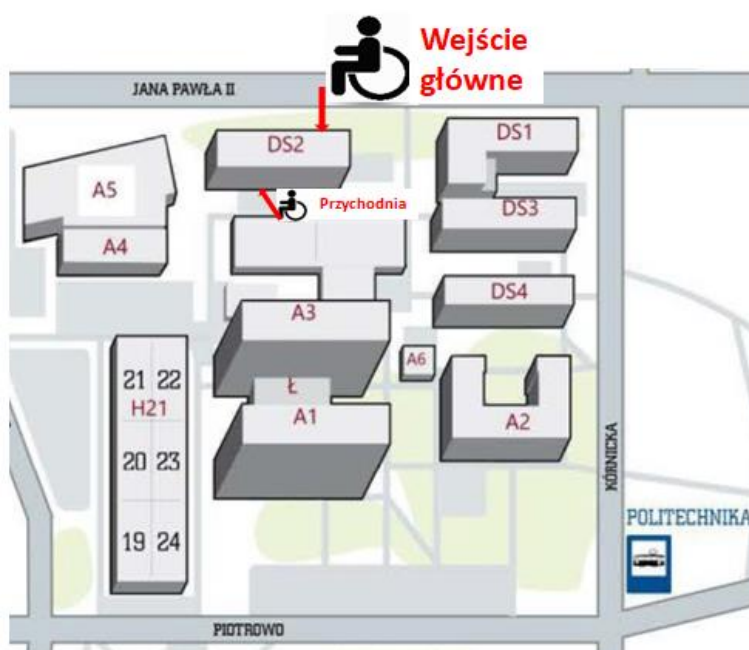 Wejście
główne
JANA PAWŁA II
DS2
DS1
A5
Przychodnia
DS3
A4
DS4
A3
A6
21 22
H21
Ł
A1
A2
20 23
KÓRNICKA
19 24
POLITECHNIKA
PIOTROWO